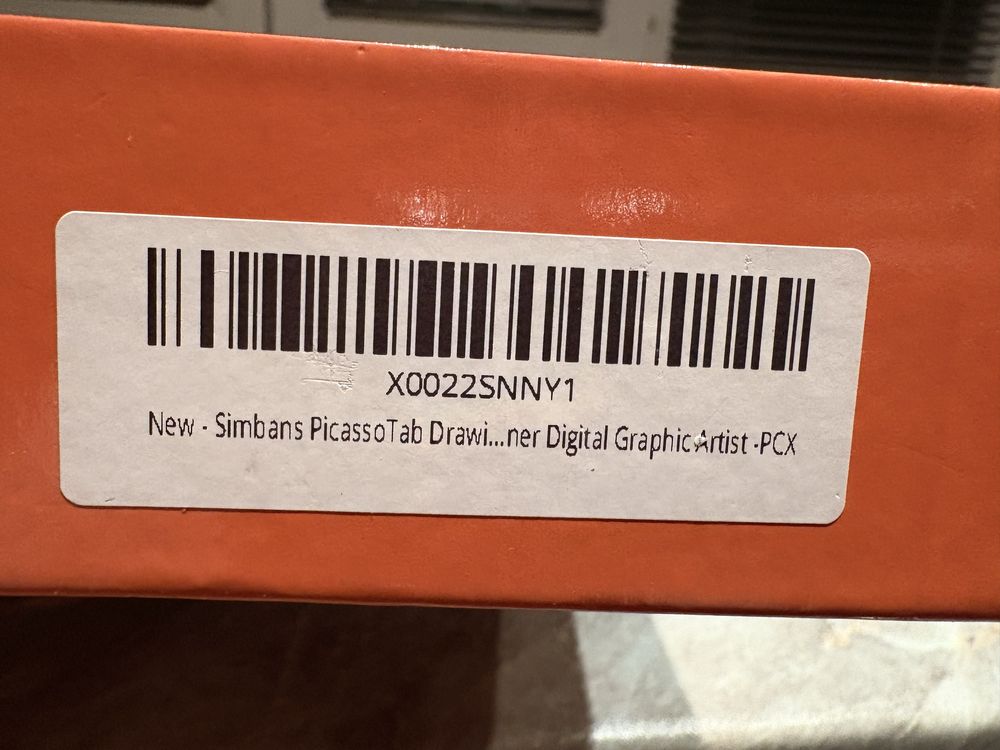 X0022SNNY1
New - Simbans PicassoTab Drawi...ner Digital Graphic Artist -PCX